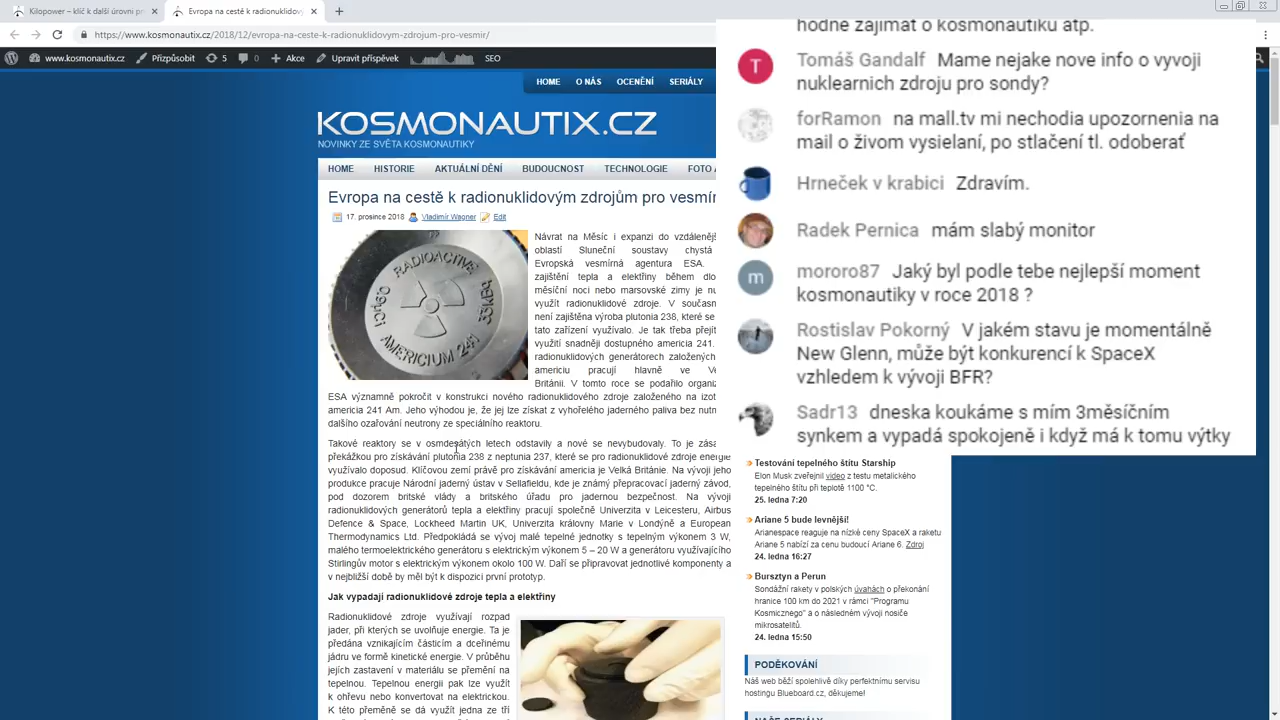 Kilopower – klíč k další úrovni pr
Evropa na cestě k radionuklidový
https://www.kosmonautix.cz/2018/12/evropa-na-ceste-k-radionuklidovym-zdrojum-pro-vesmir/
www.kosmonautix.cz Přizpůsobit 5 0 Akce Upravit příspěvek SEO
HOME O NÁS OCENĚNÍ SERIÁLY
KOSMONAUTIX.CZ
NOVINKY ZE SVĚTA KOSMONAUTIKY
HOME HISTORIE AKTUÁLNÍ DĚNÍ BUDOUCNOST TECHNOLOGIE FOTO A
Evropa na cestě k radionuklidovým zdrojům pro vesmír
17. prosince 2018 Vladimír Wagner Edit
RADIOACTIVE
AMERICIUM 241
Návrat na Měsíc i expanzi do vzdálenějš
oblastí Sluneční soustavy chystá
Evropská vesmírná agentura ESA.
zajištění tepla a elektřiny během dlo
měsíční noci nebo marsovské zimy je nu
využít radionuklidové zdroje. V současn
není zajištěna výroba plutonia 238, které se
tato zařízení využívalo. Je tak třeba přejít
využití snadněji dostupného americia 241.
radionuklidových generátorech založených
americiu pracují hlavně ve Ve
Británii. V tomto roce se podařilo organiz
ESA významně pokročit v konstrukci nového radionuklidového zdroje založeného na izot
americia 241 Am. Jeho výhodou je, že jej lze získat z vyhořelého jaderného paliva bez nutn
dalšího ozařování neutrony ze speciálního reaktoru.
Takové reaktory se v osmdesátých letech odstavily a nové se nevybudovaly. To je zása
překážkou pro získávání plutonia 238 z neptunia 237, které se pro radionuklidové zdroje energie
využívalo doposud. Klíčovou zemí právě pro získávání americia je Velká Británie. Na vývoji jeho
produkce pracuje Národní jaderný ústav v Sellafieldu, kde je známý přepracovací jaderný závod,
pod dozorem britské vlády a britského úřadu pro jadernou bezpečnost. Na vývoji
radionuklidových generátorů tepla a elektřiny pracují společně Univerzita v Leicesteru, Airbus
Defence & Space, Lockheed Martin UK, Univerzita královny Marie v Londýně a European
Thermodynamics Ltd. Předpokládá se vývoj malé tepelné jednotky s tepelným výkonem 3 W,
malého termoelektrického generátoru s elektrickým výkonem 5 – 20 W a generátoru využívajícího
Stirlingův motor s elektrickým výkonem okolo 100 W. Daří se připravovat jednotlivé komponenty a
v nejbližší době by měl být k dispozici první prototyp.
Jak vypadají radionuklidové zdroje tepla a elektřiny
Radionuklidové zdroje využívají rozpad
jader, při kterých se uvolňuje energie. Ta je
předána vznikajícím částicím a dceřinému
jádru ve formě kinetické energie. V průběhu
jejich zastavení v materiálu se přemění na
tepelnou. Tepelnou energii pak lze využít
k ohřevu nebo konvertovat na elektrickou.
K této přeměně se dá využít jedna ze tří
hodně zajímat o kosmonautiku atp.
Tomáš Gandalf Mame nejake nove info o vyvoji
nuklearnich zdroju pro sondy?
forRamon na mall.tv mi nechodia upozornenia na
mail o živom vysielaní, po stlačení tl. odoberať
Hrneček v krabici Zdravím.
Radek Pernica mám slabý monitor
mororo87 Jaký byl podle tebe nejlepší moment
kosmonautiky v roce 2018 ?
Rostislav Pokorný V jakém stavu je momentálně
New Glenn, může být konkurencí k SpaceX
vzhledem k vývoji BFR?
Sadr13 dneska koukáme s mím 3měsíčním
synkem a vypadá spokojeně i když má k tomu výtky
Testování tepelného štítu Starship
Elon Musk zveřejnil video z testu metalického
tepelného štítu při teplotě 1100 °C.
25. ledna 7:20
Ariane 5 bude levnější!
Arianespace reaguje na nízké ceny SpaceX a raketu
Ariane 5 nabízí za cenu budoucí Ariane 6. Zdroj
24. ledna 16:27
Bursztyn a Perun
Sondážní rakety v polských úvahách o překonání
hranice 100 km do 2021 v rámci "Programu
Kosmicznego" a o následném vývoji nosiče
mikrosatelitů.
24. ledna 15:50
PODĚKOVÁNÍ
Náš web běží spolehlivě díky perfektnímu servisu
hostingu Blueboard.cz, děkujeme!
NAŠE SERIÁLY